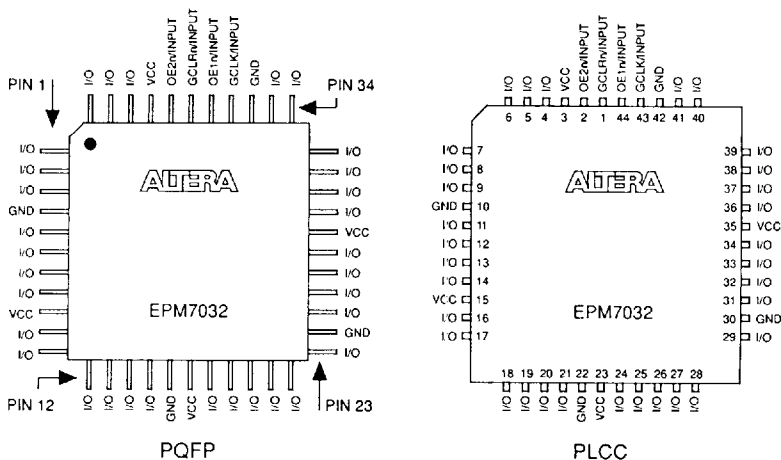 I/O
I/O
I/O
VCC
OE2n/INPUT
GCLRn/INPUT
OE1n/INPUT
GCLK/INPUT
GND
I/O
I/O
PIN 1
PIN 34
I/O
I/O
I/O
GND
I/O
I/O
I/O
I/O
VCC
I/O
I/O
ALTERA
EPM7032
I/O
I/O
I/O
I/O
VCC
I/O
I/O
I/O
I/O
GND
I/O
PIN 12
PIN 23
I/O
I/O
I/O
I/O
GND
VCC
I/O
I/O
I/O
I/O
I/O
PQFP
I/O
I/O
I/O
VCC
OE2n/INPUT
GCLRn/INPUT
OE1n/INPUT
GCLK/INPUT
GND
I/O
I/O
6 5 4 3 2 1 44 43 42 41 40
I/O 7
I/O 8
I/O 9
GND 10
I/O 11
I/O 12
I/O 13
I/O 14
VCC 15
I/O 16
I/O 17
ALTERA
EPM7032
39 I/O
38 I/O
37 I/O
36 I/O
35 VCC
34 I/O
33 I/O
32 I/O
31 I/O
30 GND
29 I/O
18 19 20 21 22 23 24 25 26 27 28
I/O
I/O
I/O
I/O
GND
VCC
I/O
I/O
I/O
I/O
I/O
PLCC